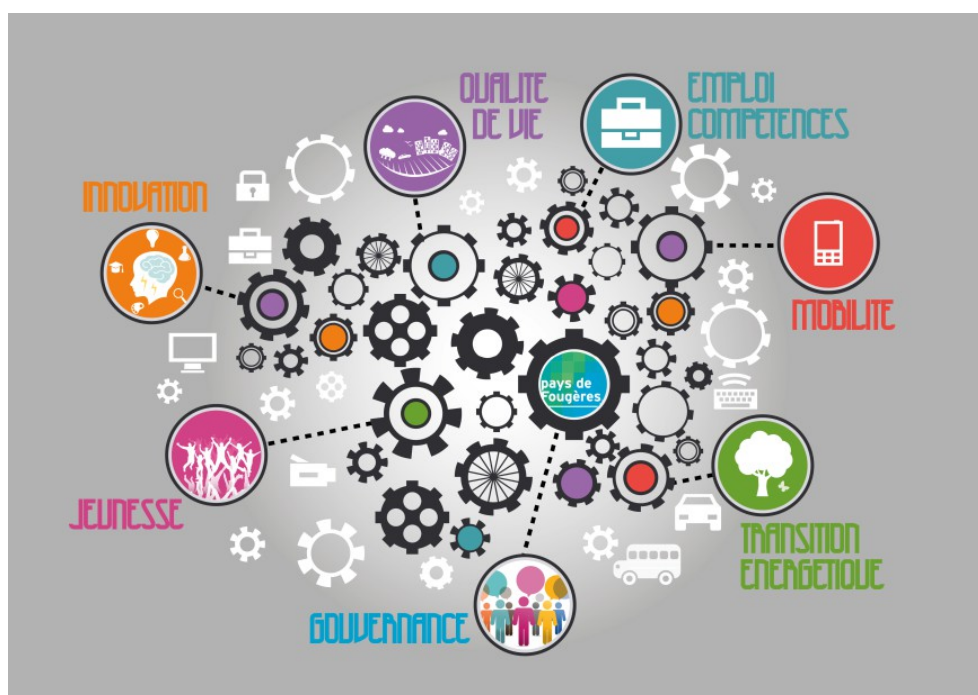 QUALITE
DE VIE
EMPLOI
COMPETENCES
INNOVATION
MOBILITE
pays de
Fougères
JEUNESSE
TRANSITION
ENERGETIQUE
GOUVERNANCE